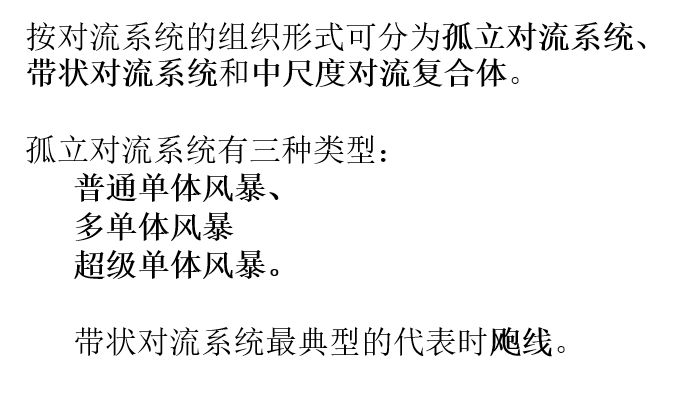 按对流系统的组织形式可分为孤立对流系统、
带状对流系统和中尺度对流复合体。
孤立对流系统有三种类型：
普通单体风暴、
多单体风暴
超级单体风暴。
带状对流系统最典型的代表时飑线。